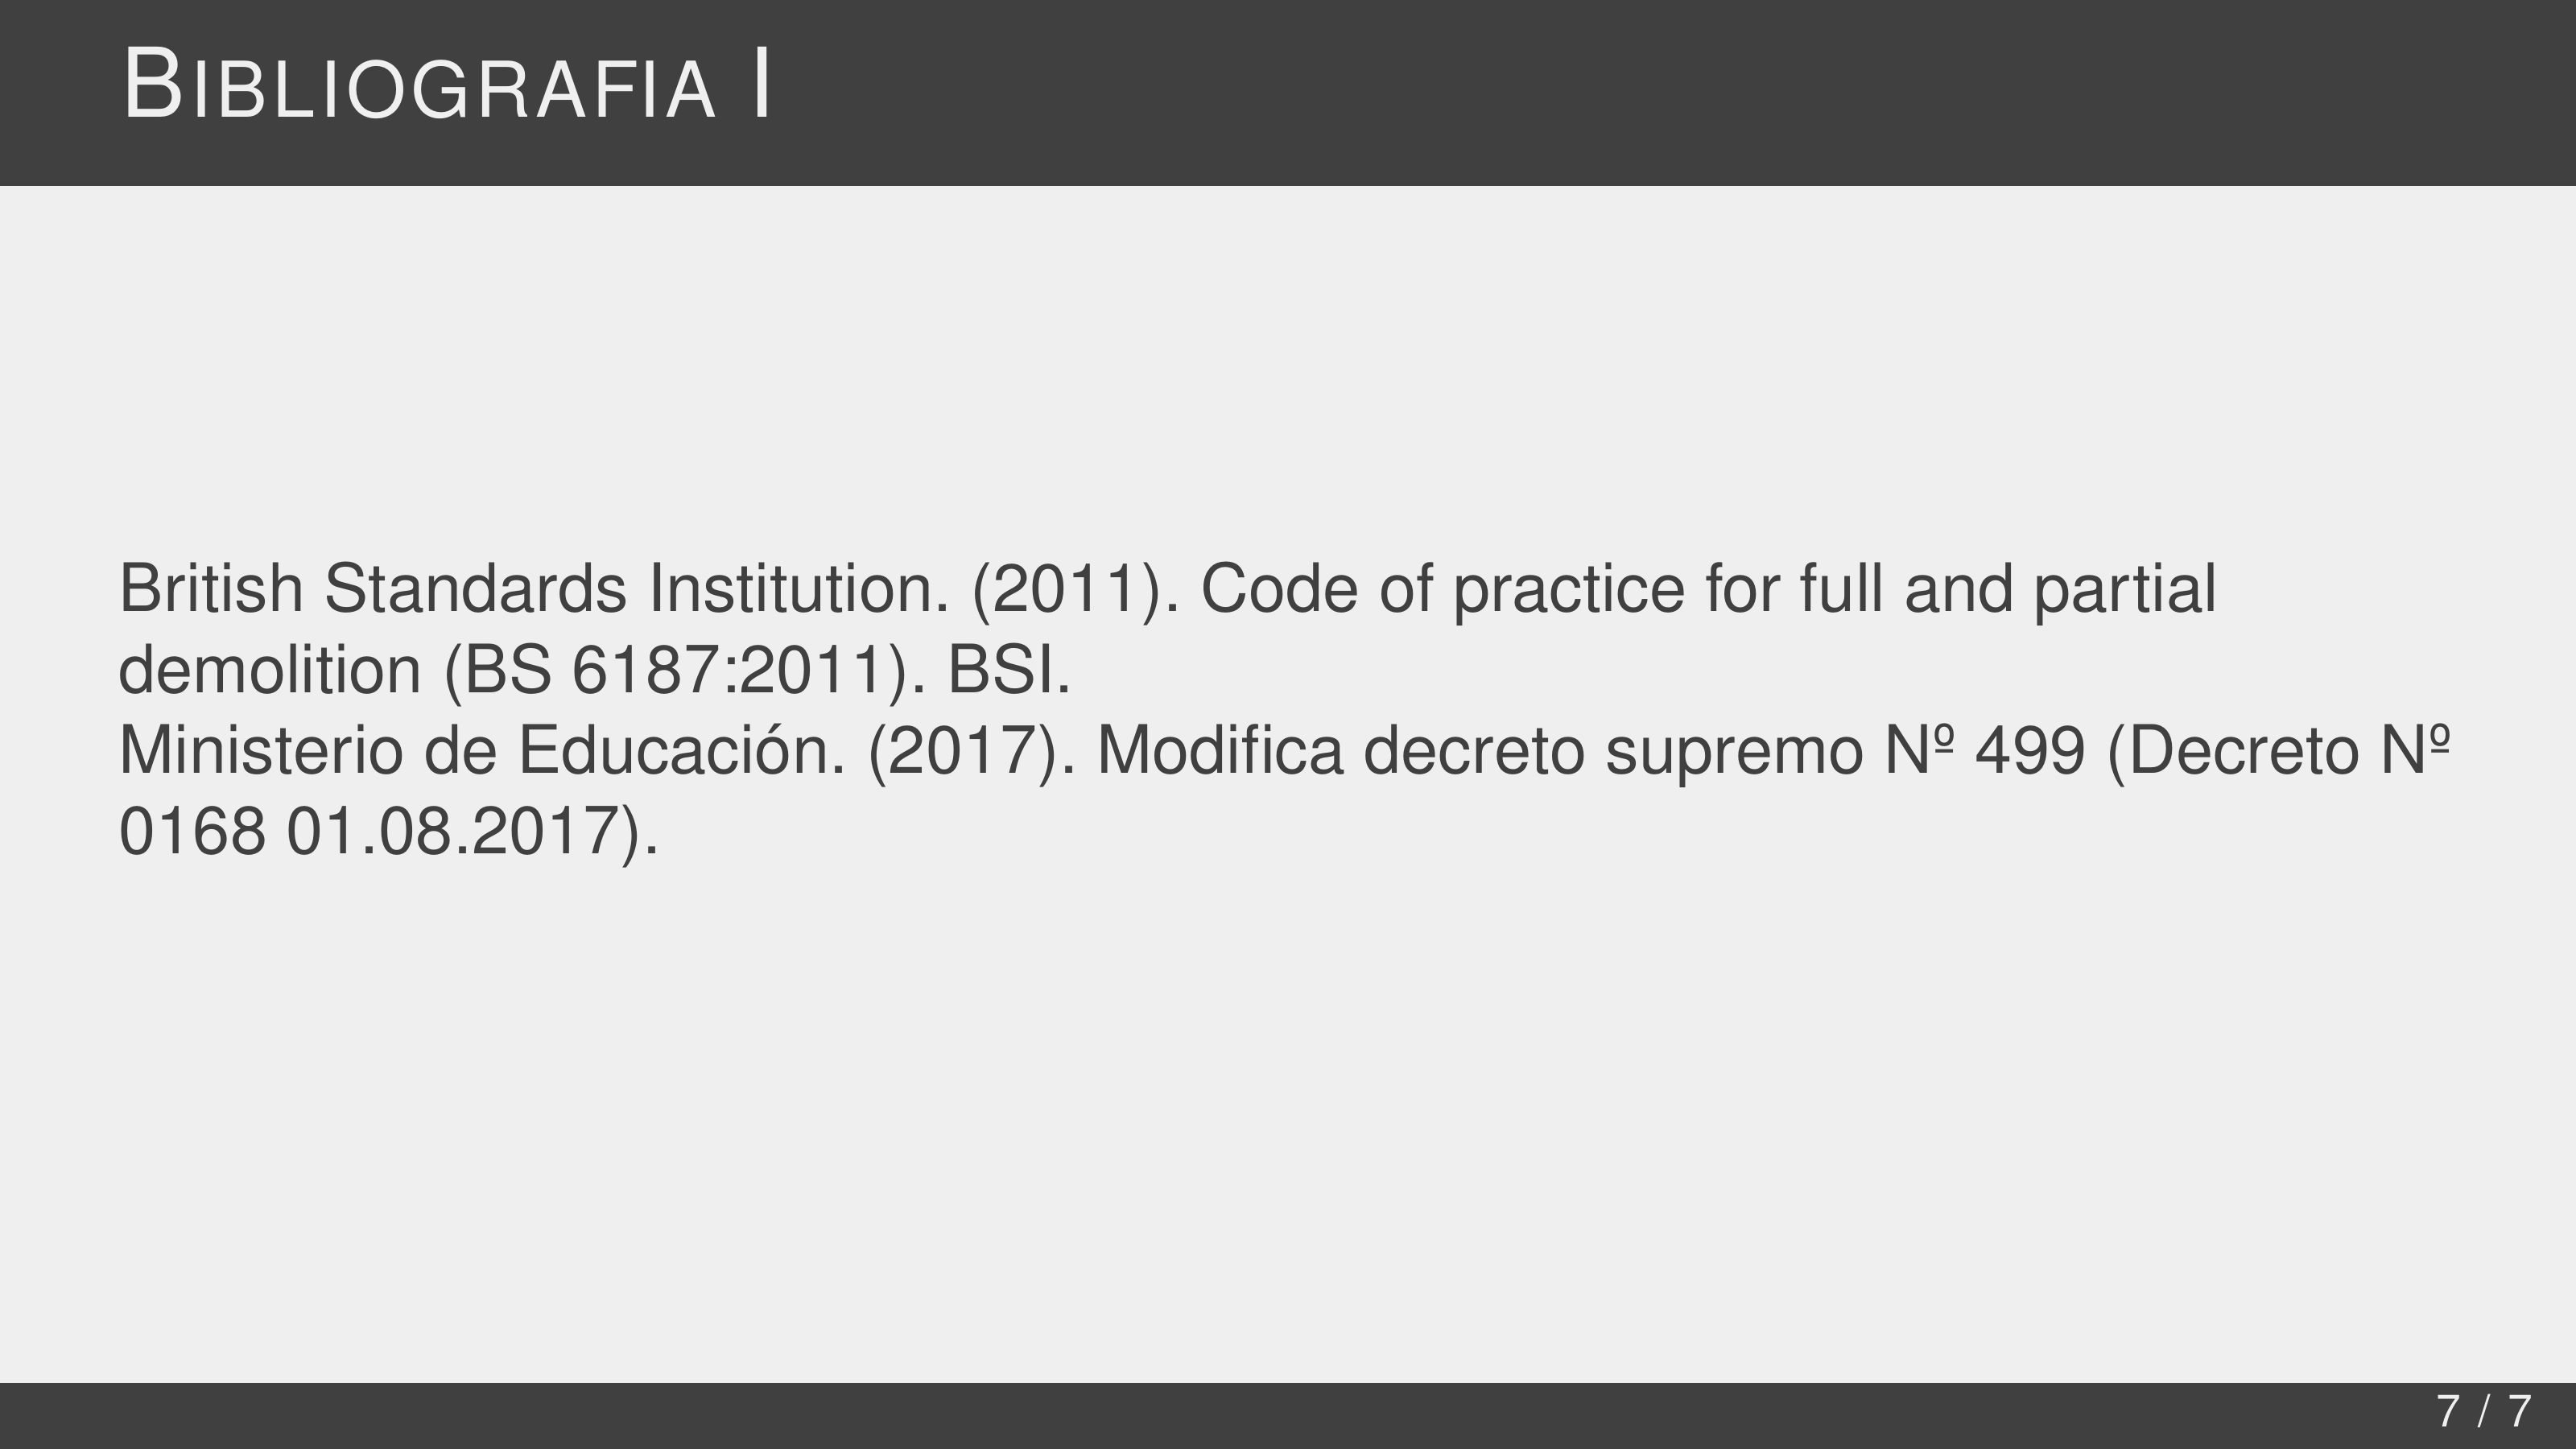 BIBLIOGRAFIA I
British Standards Institution. (2011). Code of practice for full and partial
demolition (BS 6187:2011). BSI.
Ministerio de Educación. (2017). Modifica decreto supremo Nº 499 (Decreto Nº
0168 01.08.2017).
7 / 7